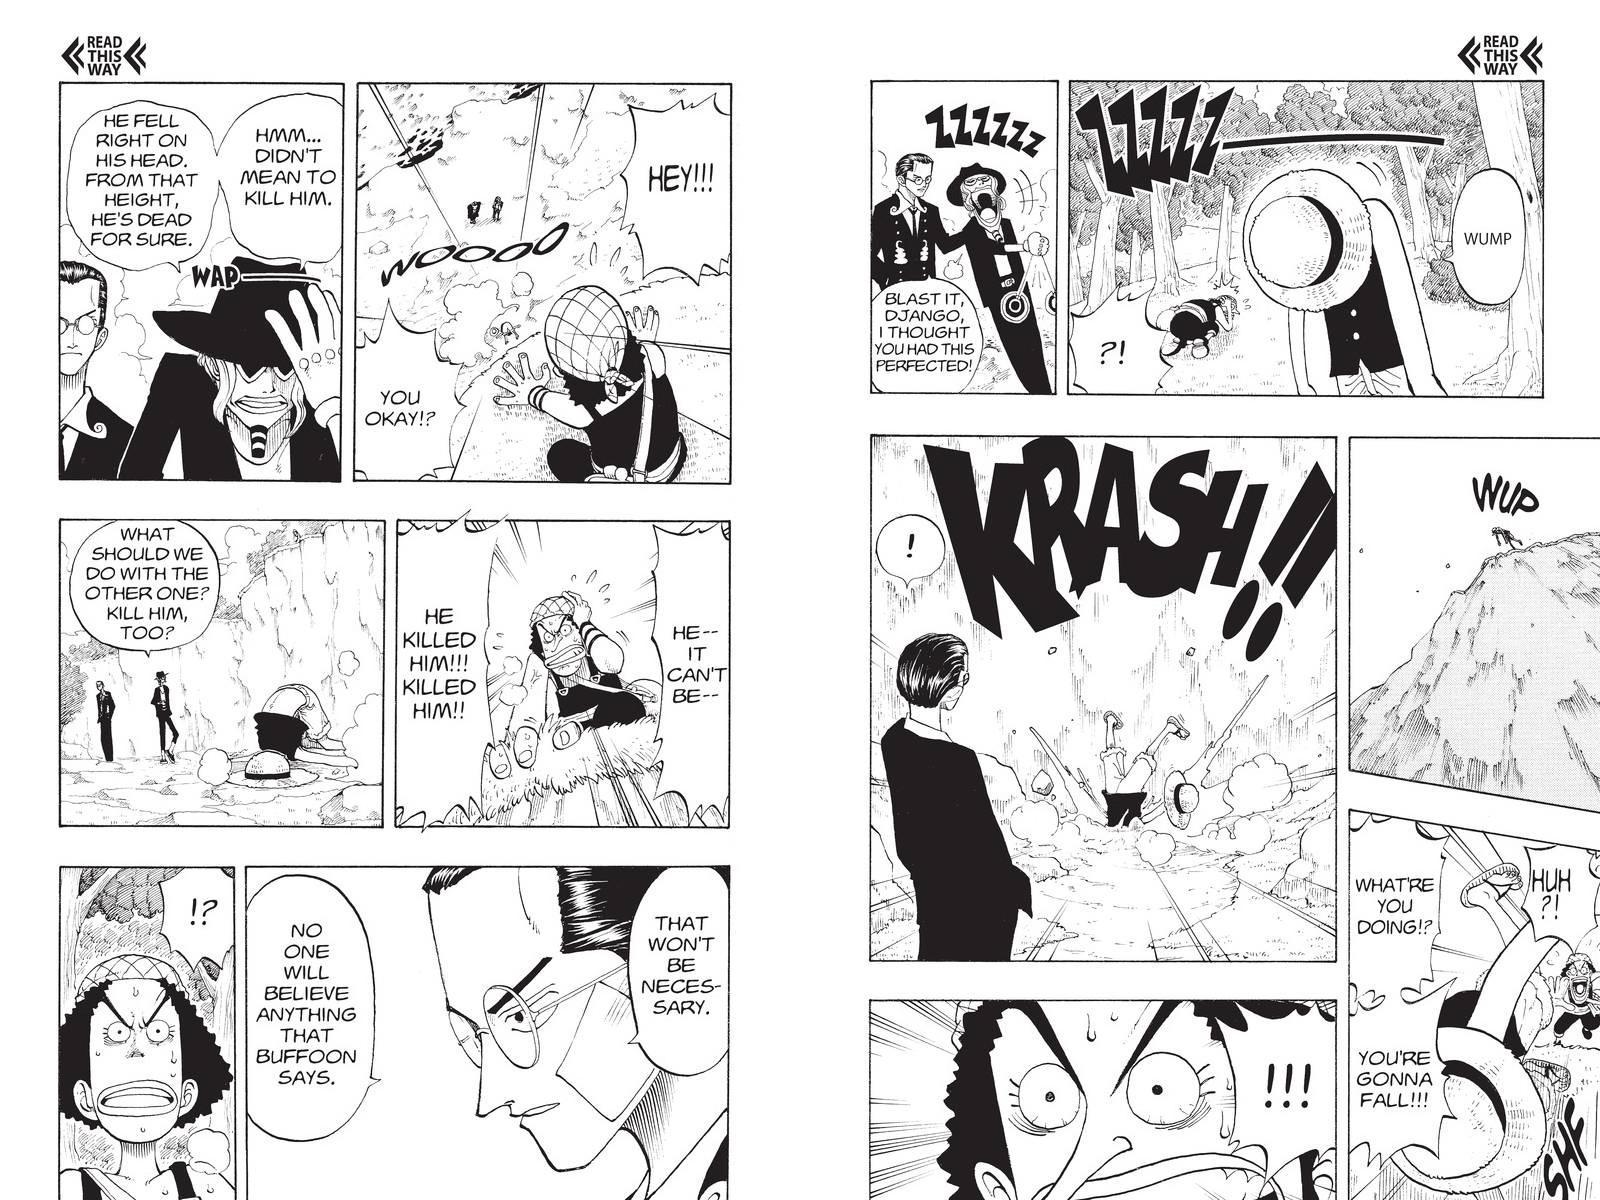 READ
THIS
WAY
ZZZZZ
WUMP
?!
ZZZZZZ
BLAST IT,
DJANGO,
I THOUGHT
YOU HAD THIS
PERFECTED!
WUP
HUH
?!
WHAT'RE
YOU
DOING!?
YOU'RE
GONNA
FALL!!!
SHF
KRASH!!
!
!!!
READ
THIS
WAY
HEY!!!
WOOOO
YOU
OKAY!?
HMM...
DIDN'T
MEAN TO
KILL HIM.
WAP
HE FELL
RIGHT ON
HIS HEAD.
FROM THAT
HEIGHT,
HE'S DEAD
FOR SURE.
HE--
IT
CAN'T
BE--
HE
KILLED
HIM!!!
KILLED
HIM!!
WHAT
SHOULD WE
DO WITH THE
OTHER ONE?
KILL HIM,
TOO?
THAT
WON'T
BE
NECES-
SARY.
NO
ONE
WILL
BELIEVE
ANYTHING
THAT
BUFFOON
SAYS.
!?